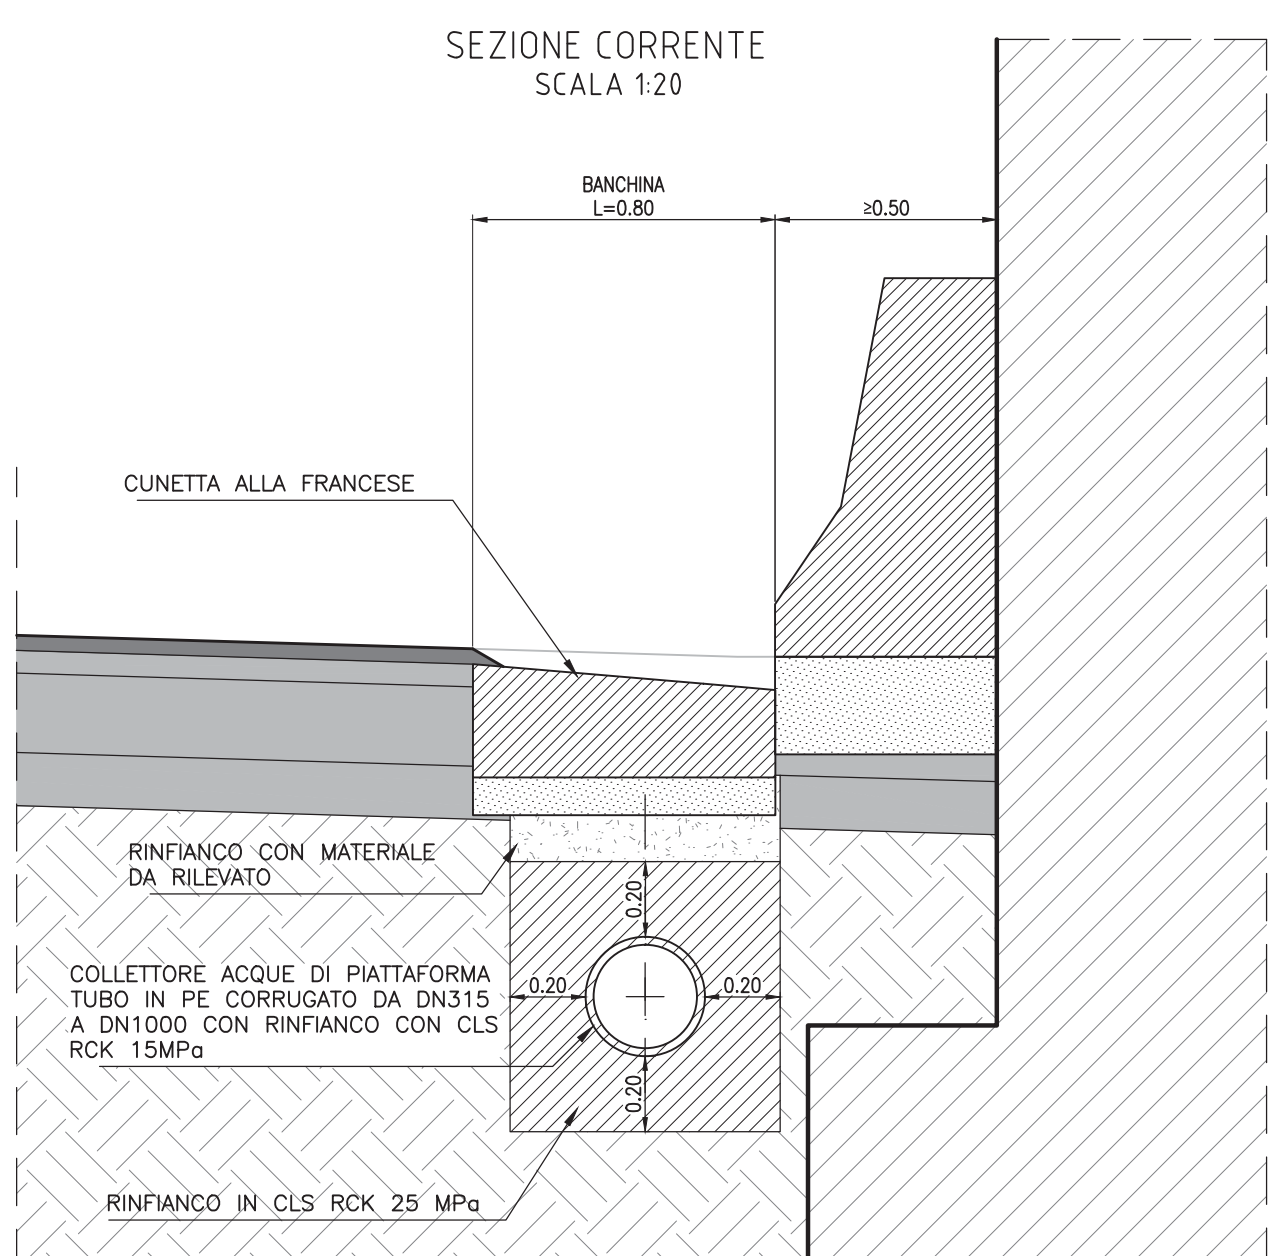 SEZIONE CORRENTE
SCALA 1:20
BANCHINA
L=0.80
≥0.50
CUNETTA ALLA FRANCESE
RINFIANCO CON MATERIALE
DA RILEVATO
0.20
COLLETTORE ACQUE DI PIATTAFORMA
TUBO IN PE CORRUGATO DA DN315
A DN1000 CON RINFIANCO CON CLS
RCK 15MPa
0.20
0.20
0.20
RINFIANCO IN CLS RCK 25 MPa